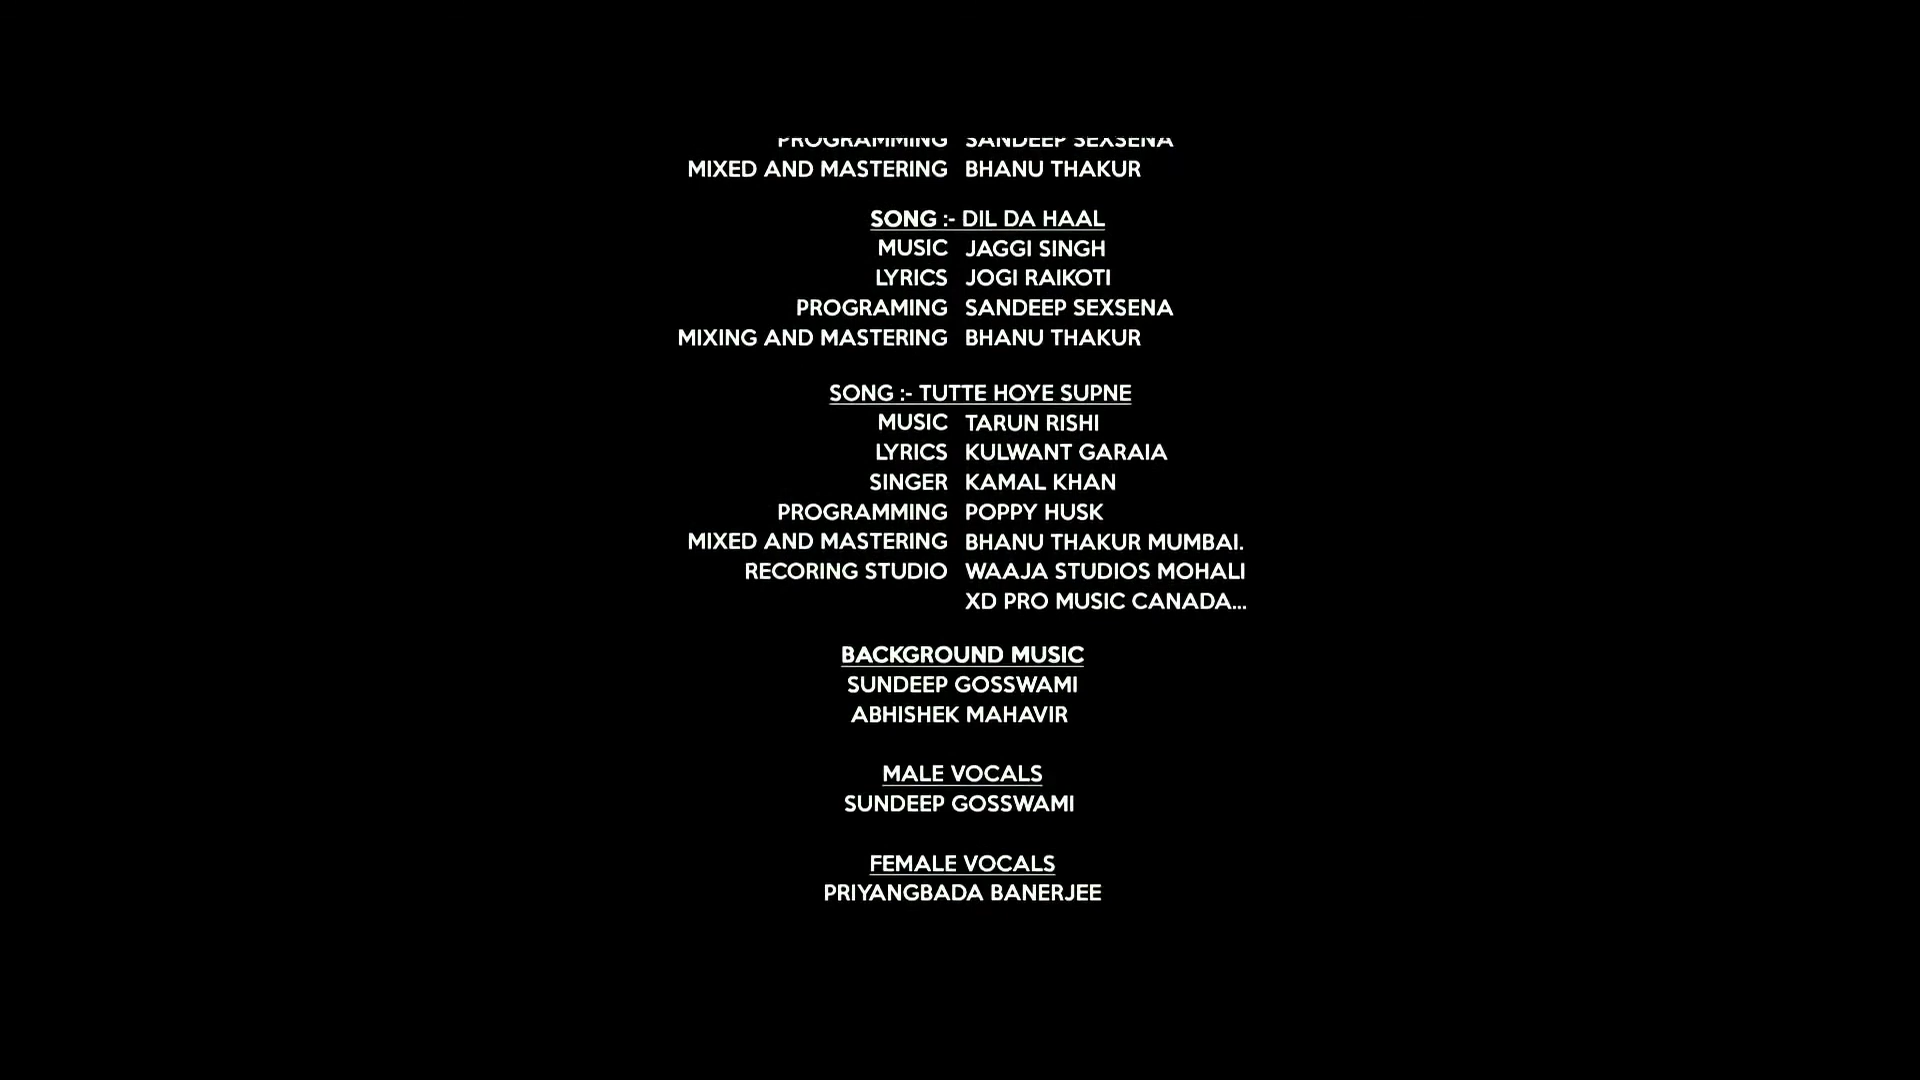 PROGRAMMING SANDEEP SEXSENA
MIXED AND MASTERING BHANU THAKUR
SONG :- DIL DA HAAL
MUSIC JAGGI SINGH
LYRICS JOGI RAIKOTI
PROGRAMING SANDEEP SEXSENA
MIXING AND MASTERING BHANU THAKUR
SONG :- TUTTE HOYE SUPNE
MUSIC TARUN RISHI
LYRICS KULWANT GARAIA
SINGER KAMAL KHAN
PROGRAMMING POPPY HUSK
MIXED AND MASTERING BHANU THAKUR MUMBAI.
RECORING STUDIO WAAJA STUDIOS MOHALI
XD PRO MUSIC CANADA...
BACKGROUND MUSIC
SUNDEEP GOSSWAMI
ABHISHEK MAHAVIR
MALE VOCALS
SUNDEEP GOSSWAMI
FEMALE VOCALS
PRIYANGBADA BANERJEE